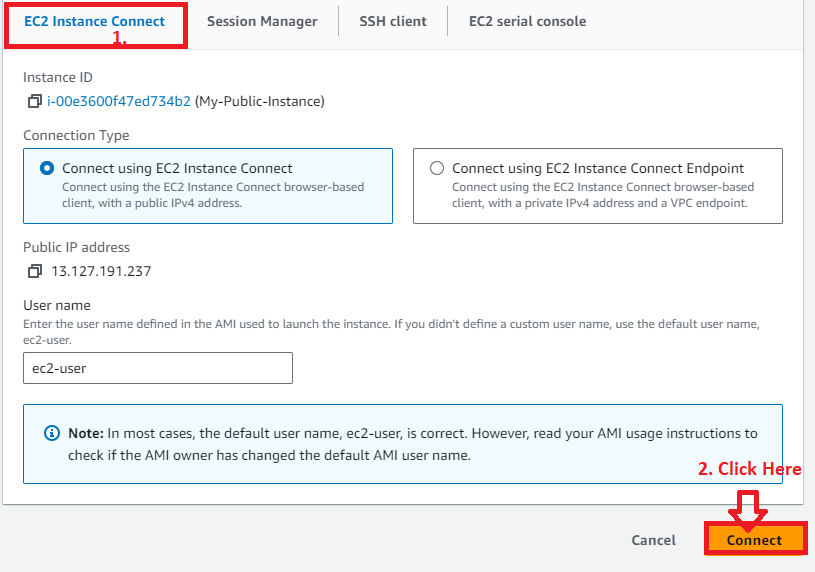 EC2 Instance Connect
Session Manager
SSH client
EC2 serial console
1.
Instance ID
i-00e3600f47ed734b2 (My-Public-Instance)
Connection Type
Connect using EC2 Instance Connect
Connect using the EC2 Instance Connect browser-based
client, with a public IPv4 address.
Connect using EC2 Instance Connect Endpoint
Connect using the EC2 Instance Connect browser-based
client, with a private IPv4 address and a VPC endpoint.
Public IP address
13.127.191.237
User name
Enter the user name defined in the AMI used to launch the instance. If you didn't define a custom user name, use the default user name,
ec2-user.
ec2-user
Note: In most cases, the default user name, ec2-user, is correct. However, read your AMI usage instructions to
check if the AMI owner has changed the default AMI user name.
2. Click Here
Cancel
Connect